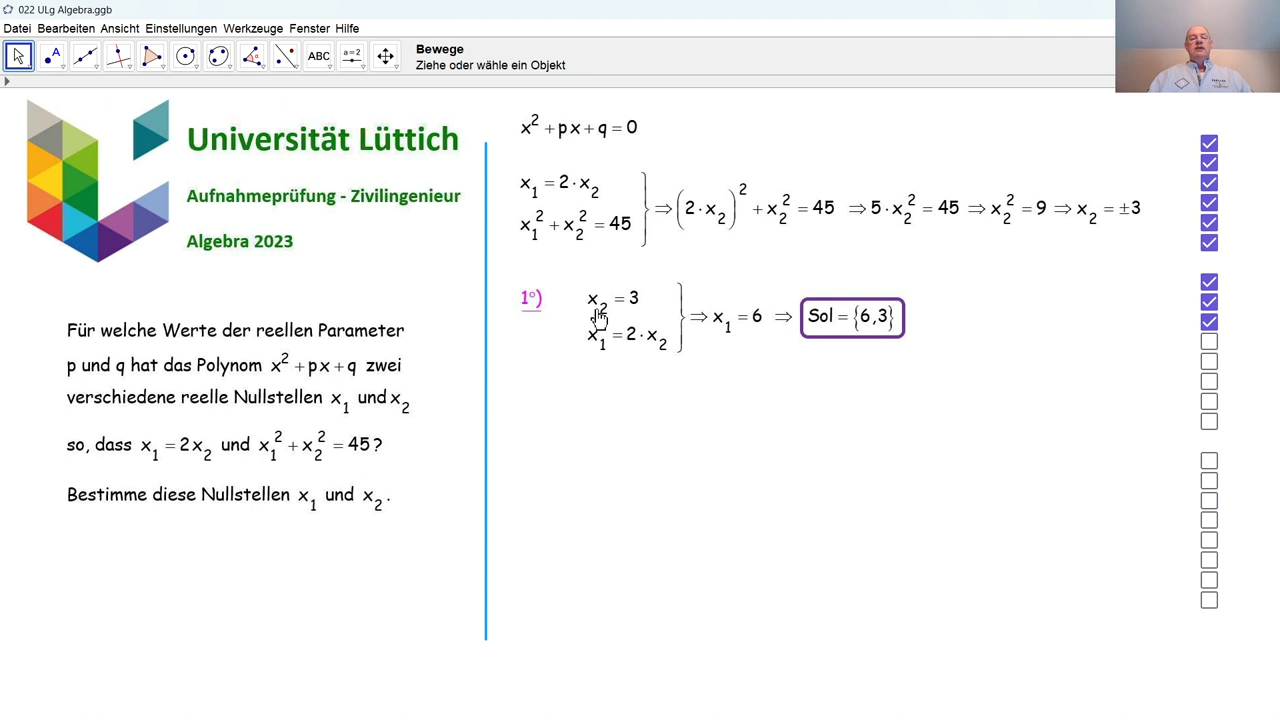 022 ULg Algebra.ggb
Datei Bearbeiten Ansicht Einstellungen Werkzeuge Fenster Hilfe
A
ABC
a=2
Bewege
Ziehe oder wähle ein Objekt
Universität Lüttich
Aufnahmeprüfung - Zivilingenieur
Algebra 2023
Für welche Werte der reellen Parameter
p und q hat das Polynom x² + px + q zwei
verschiedene reelle Nullstellen x₁ und x₂
so, dass x₁ = 2x₂ und x₁² + x₂² = 45?
Bestimme diese Nullstellen x₁ und x₂.
x² + px + q = 0
x₁ = 2·x₂
x₁² + x₂² = 45
⇒ (2·x₂)² + x₂² = 45 ⇒ 5·x₂² = 45 ⇒ x₂² = 9 ⇒ x₂ = ±3
1°)
x₂ = 3
x₁ = 2·x₂
⇒ x₁ = 6 ⇒ Sol = {6,3}